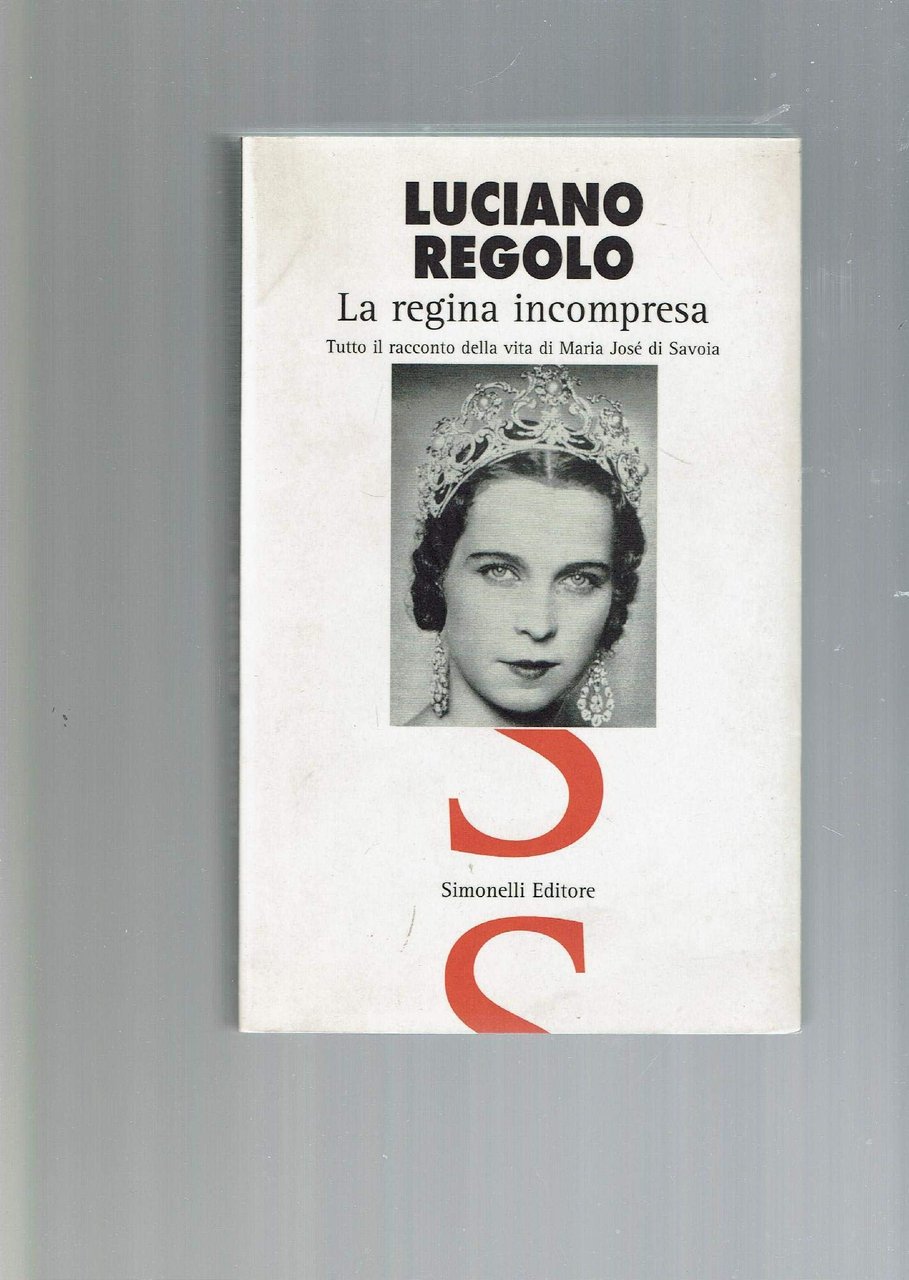 LUCIANO
REGOLO
La regina incompresa
Tutto il racconto della vita di Maria José di Savoia
S
Simonelli Editore
S